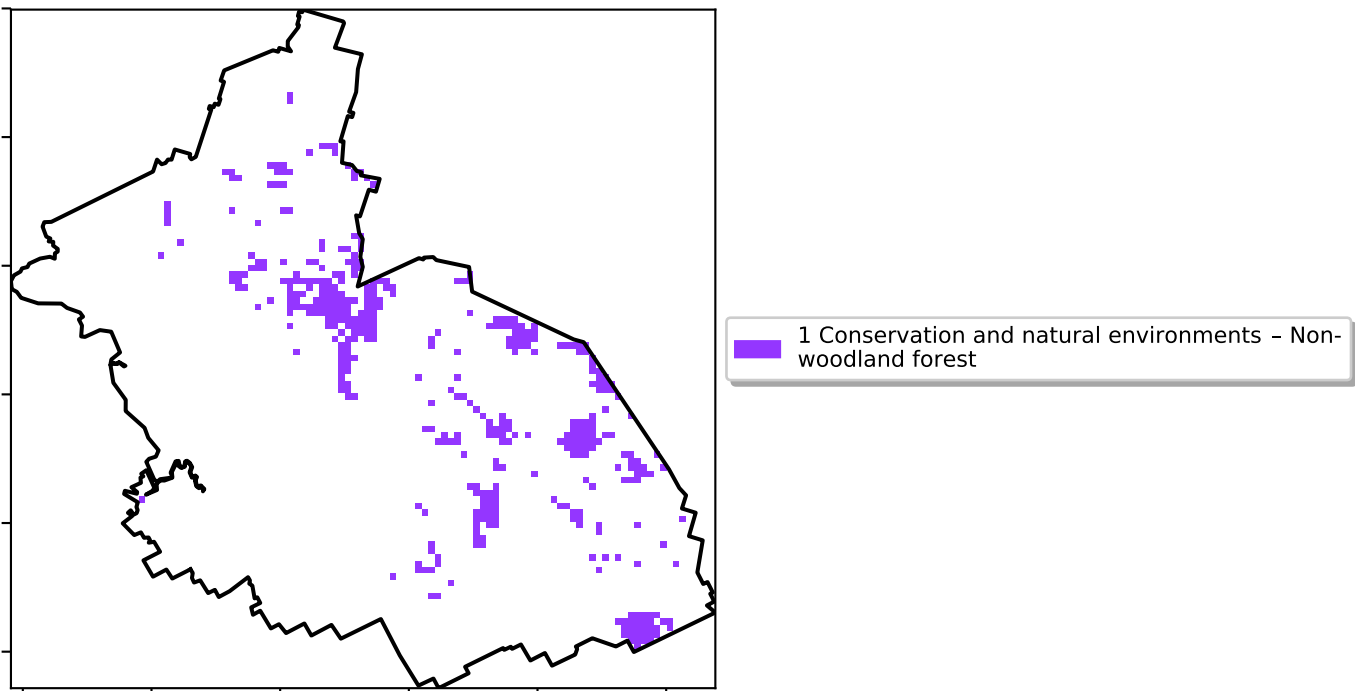 1 Conservation and natural environments – Non-
woodland forest